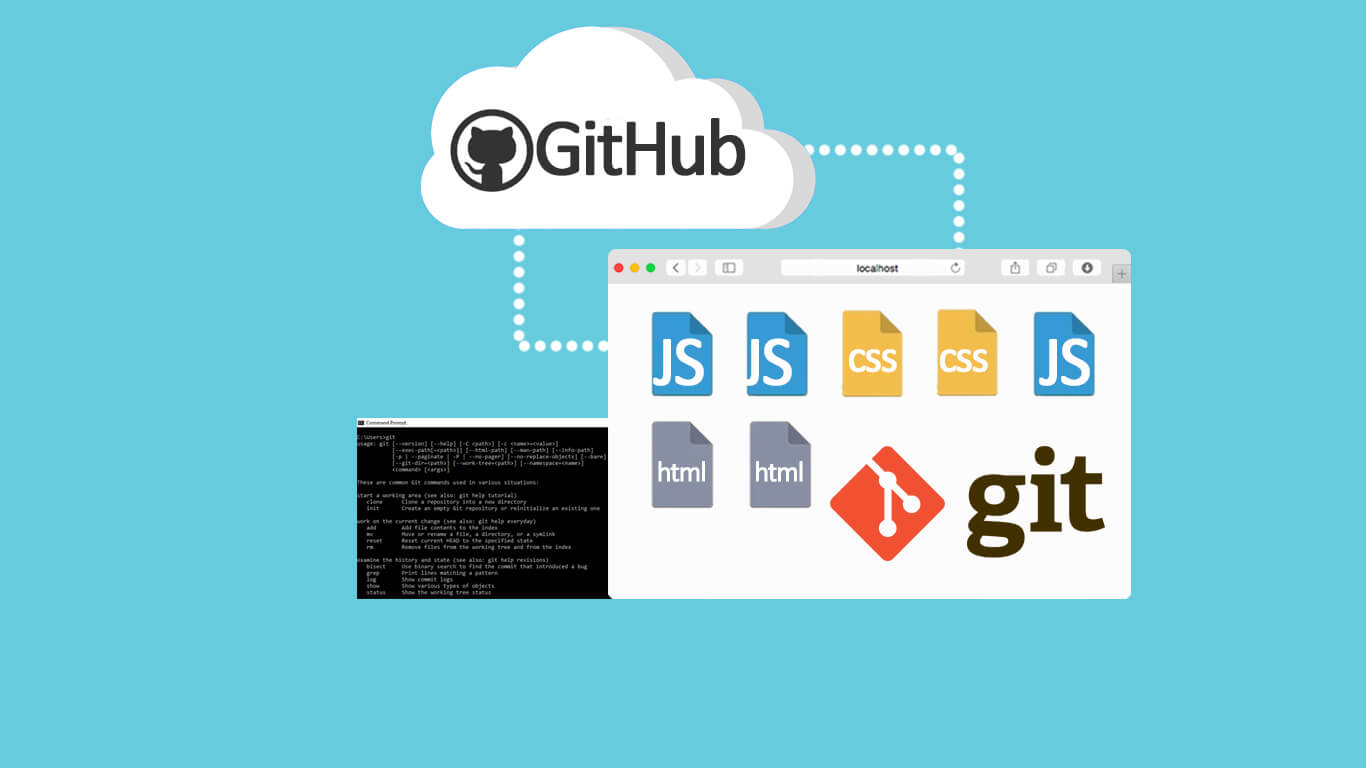 GitHub
localhost
JS
JS
CSS
CSS
JS
html
html
git
Command Prompt
C:\Users>git
usage: git [--version] [--help] [-C <path>] [-c <name>=<value>]
[--exec-path[=<path>]] [--html-path] [--man-path] [--info-path]
[-p | --paginate | -P | --no-pager] [--no-replace-objects] [--bare]
[--git-dir=<path>] [--work-tree=<path>] [--namespace=<name>]
<command> [<args>]
These are common Git commands used in various situations:
start a working area (see also: git help tutorial)
clone Clone a repository into a new directory
init Create an empty Git repository or reinitialize an existing one
work on the current change (see also: git help everyday)
add Add file contents to the index
mv Move or rename a file, a directory, or a symlink
reset Reset current HEAD to the specified state
rm Remove files from the working tree and from the index
examine the history and state (see also: git help revisions)
bisect Use binary search to find the commit that introduced a bug
grep Print lines matching a pattern
log Show commit logs
show Show various types of objects
status Show the working tree status